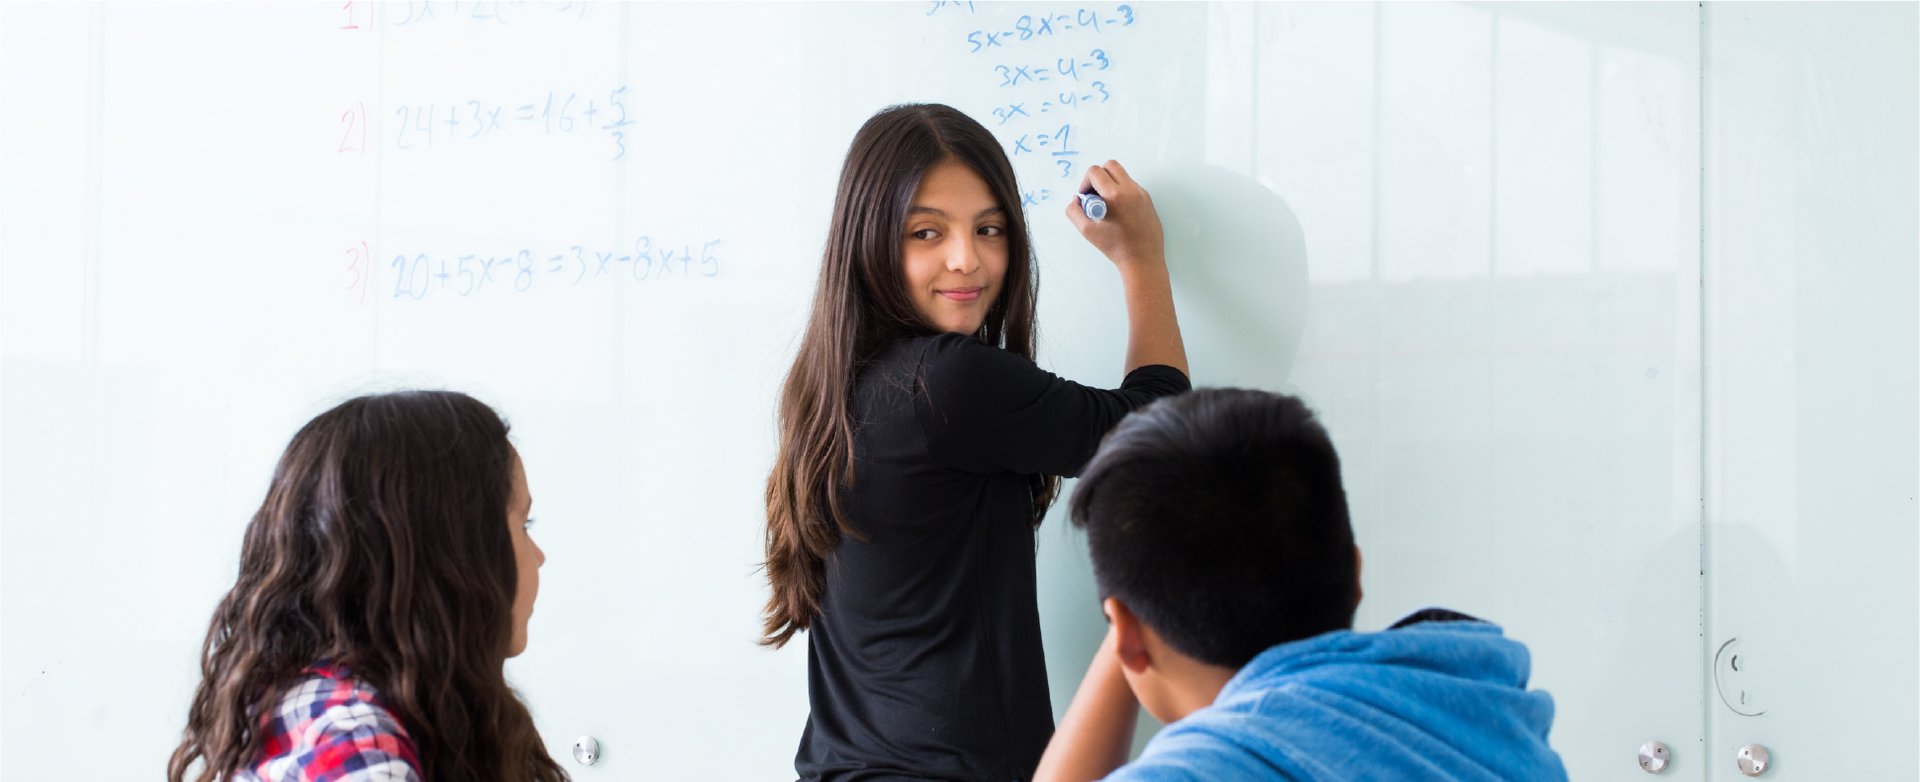 1)
2) 24+3x=16+5/3
3) 20+5x-8=3x-8x+5
5x-8x=4-3
3x=4-3
3x=4-3
x=1/3
x=